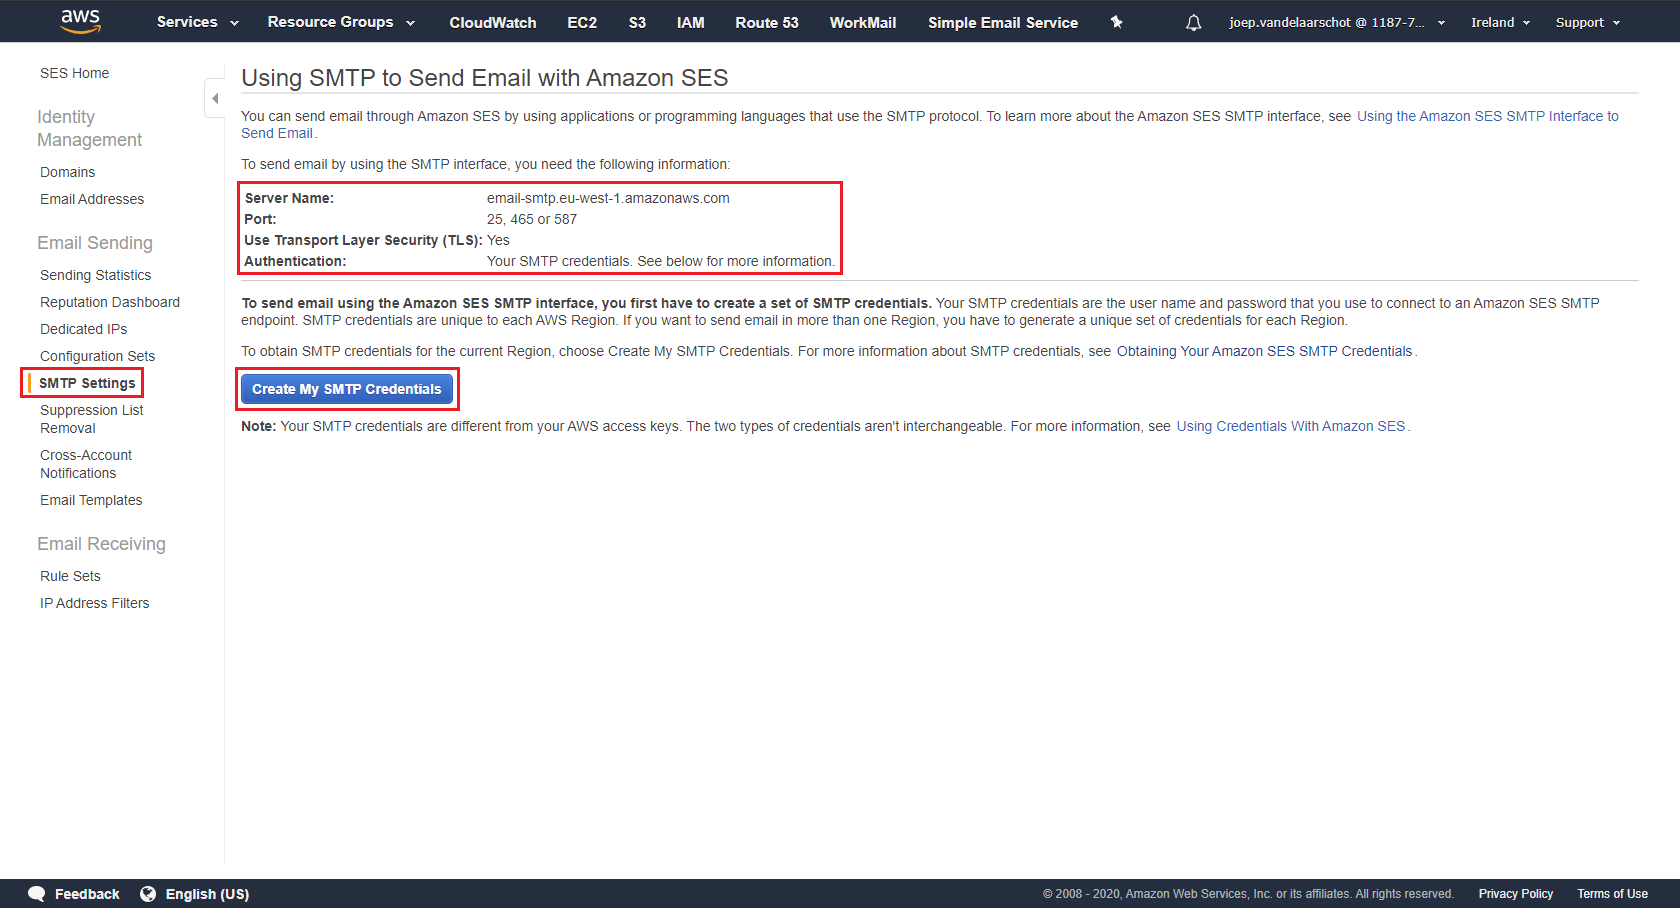 aws
Services
Resource Groups
CloudWatch
EC2
S3
IAM
Route 53
WorkMail
Simple Email Service
joep.vandelaarschot @ 1187-7...
Ireland
Support
SES Home
Identity
Management
Domains
Email Addresses
Email Sending
Sending Statistics
Reputation Dashboard
Dedicated IPs
Configuration Sets
SMTP Settings
Suppression List
Removal
Cross-Account
Notifications
Email Templates
Email Receiving
Rule Sets
IP Address Filters
Using SMTP to Send Email with Amazon SES
You can send email through Amazon SES by using applications or programming languages that use the SMTP protocol. To learn more about the Amazon SES SMTP interface, see Using the Amazon SES SMTP Interface to
Send Email.
To send email by using the SMTP interface, you need the following information:
Server Name: email-smtp.eu-west-1.amazonaws.com
Port: 25, 465 or 587
Use Transport Layer Security (TLS): Yes
Authentication: Your SMTP credentials. See below for more information.
To send email using the Amazon SES SMTP interface, you first have to create a set of SMTP credentials. Your SMTP credentials are the user name and password that you use to connect to an Amazon SES SMTP
endpoint. SMTP credentials are unique to each AWS Region. If you want to send email in more than one Region, you have to generate a unique set of credentials for each Region.
To obtain SMTP credentials for the current Region, choose Create My SMTP Credentials. For more information about SMTP credentials, see Obtaining Your Amazon SES SMTP Credentials.
Create My SMTP Credentials
Note: Your SMTP credentials are different from your AWS access keys. The two types of credentials aren't interchangeable. For more information, see Using Credentials With Amazon SES.
Feedback
English (US)
© 2008 - 2020, Amazon Web Services, Inc. or its affiliates. All rights reserved.
Privacy Policy
Terms of Use